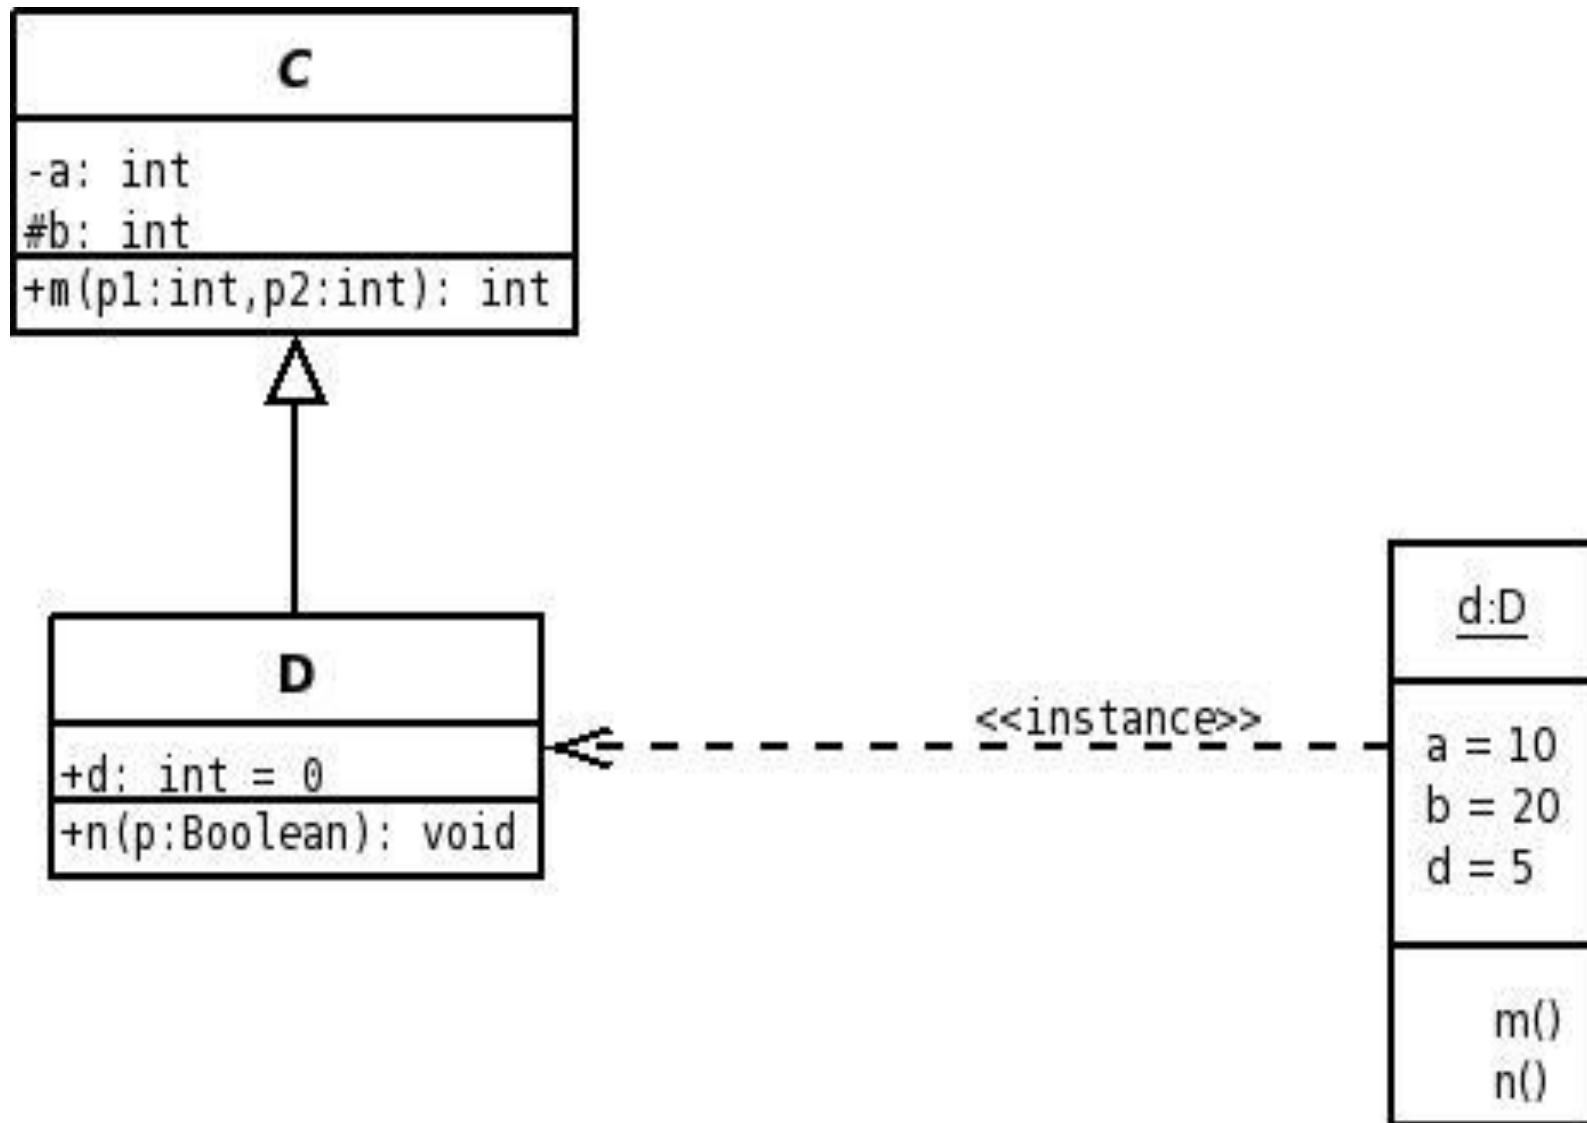 C
-a: int
#b: int
+m(p1:int,p2:int): int
D
+d: int = 0
+n(p:Boolean): void
<<instance>>
d:D
a = 10
b = 20
d = 5
m()
n()